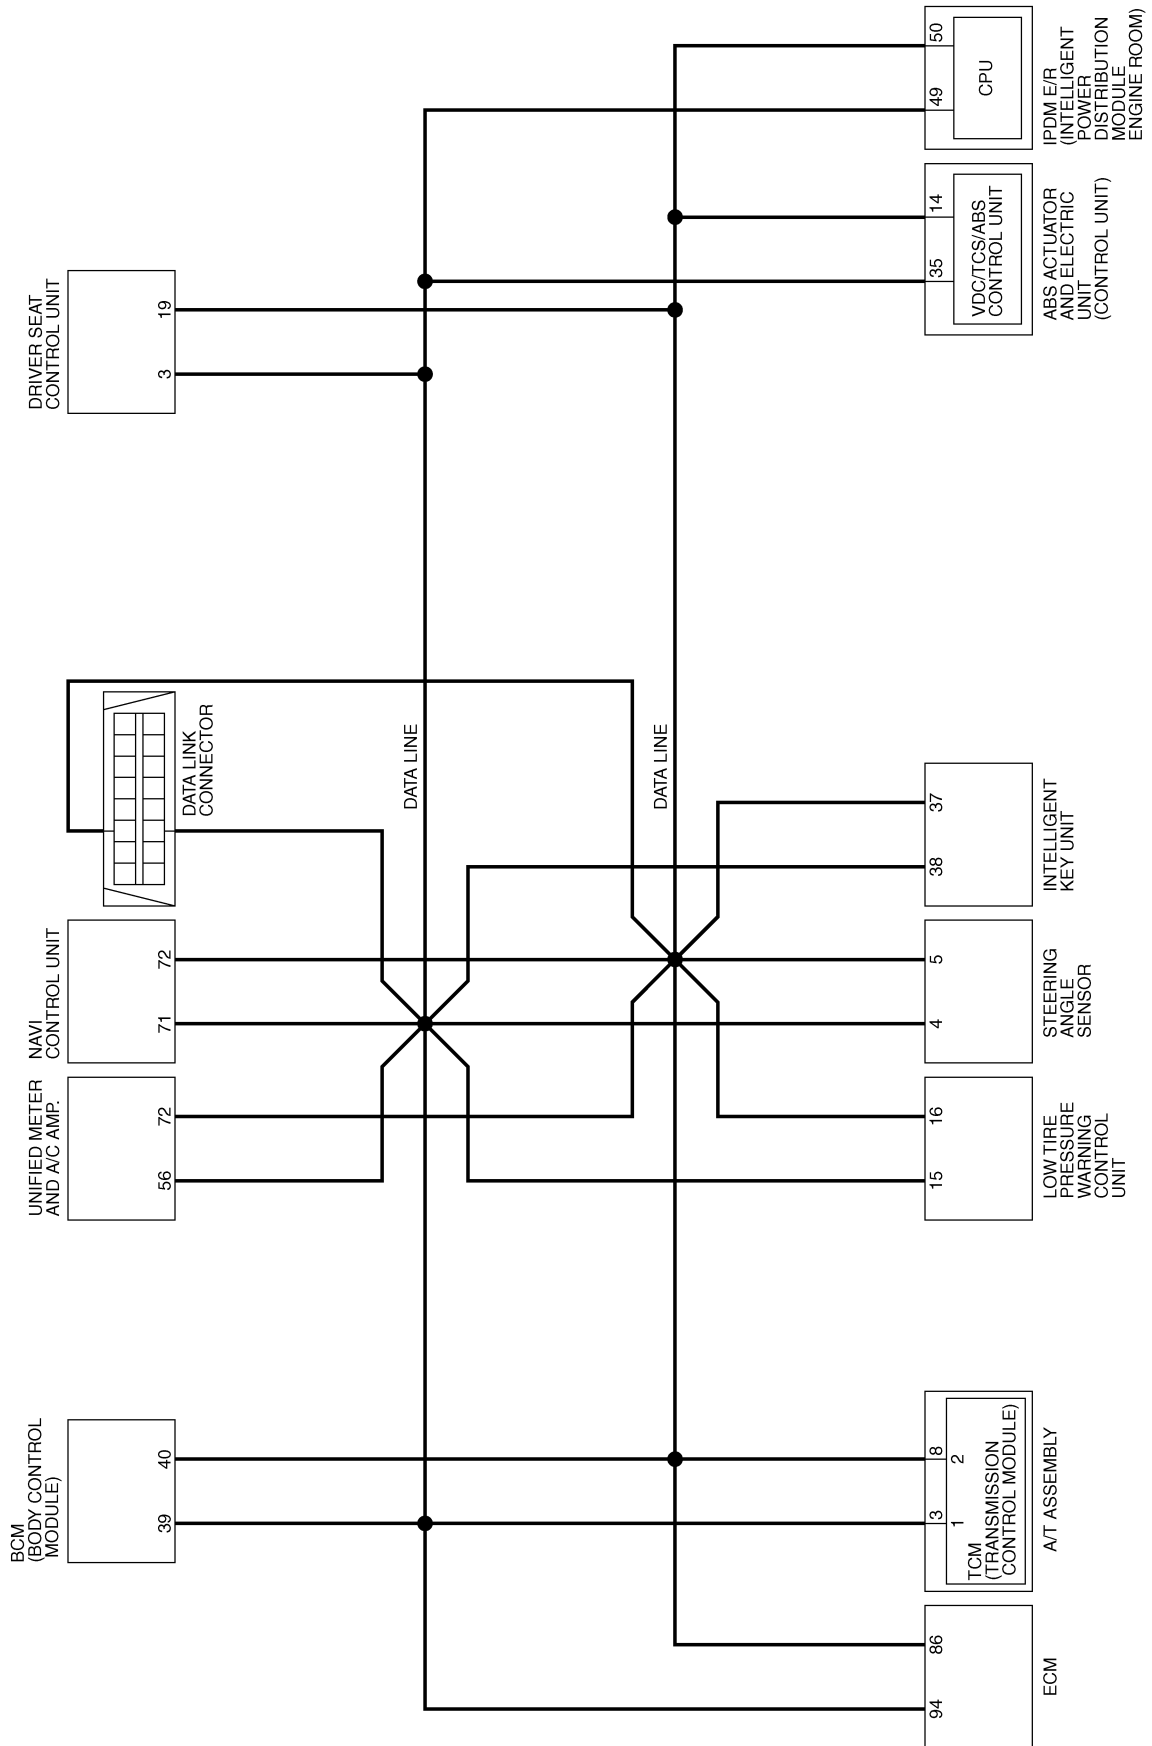 BCM
(BODY CONTROL
MODULE)
39
40
UNIFIED METER
AND A/C AMP.
56
72
NAVI
CONTROL UNIT
71
72
DATA LINK
CONNECTOR
DRIVER SEAT
CONTROL UNIT
3
19
DATA LINE
DATA LINE
94
86
ECM
3
8
1
2
TCM
(TRANSMISSION
CONTROL MODULE)
A/T ASSEMBLY
15
16
LOW TIRE
PRESSURE
WARNING
CONTROL
UNIT
4
5
STEERING
ANGLE
SENSOR
38
37
INTELLIGENT
KEY UNIT
35
14
VDC/TCS/ABS
CONTROL UNIT
ABS ACTUATOR
AND ELECTRIC
UNIT
(CONTROL UNIT)
49
50
CPU
IPDM E/R
(INTELLIGENT
POWER
DISTRIBUTION
MODULE
ENGINE ROOM)